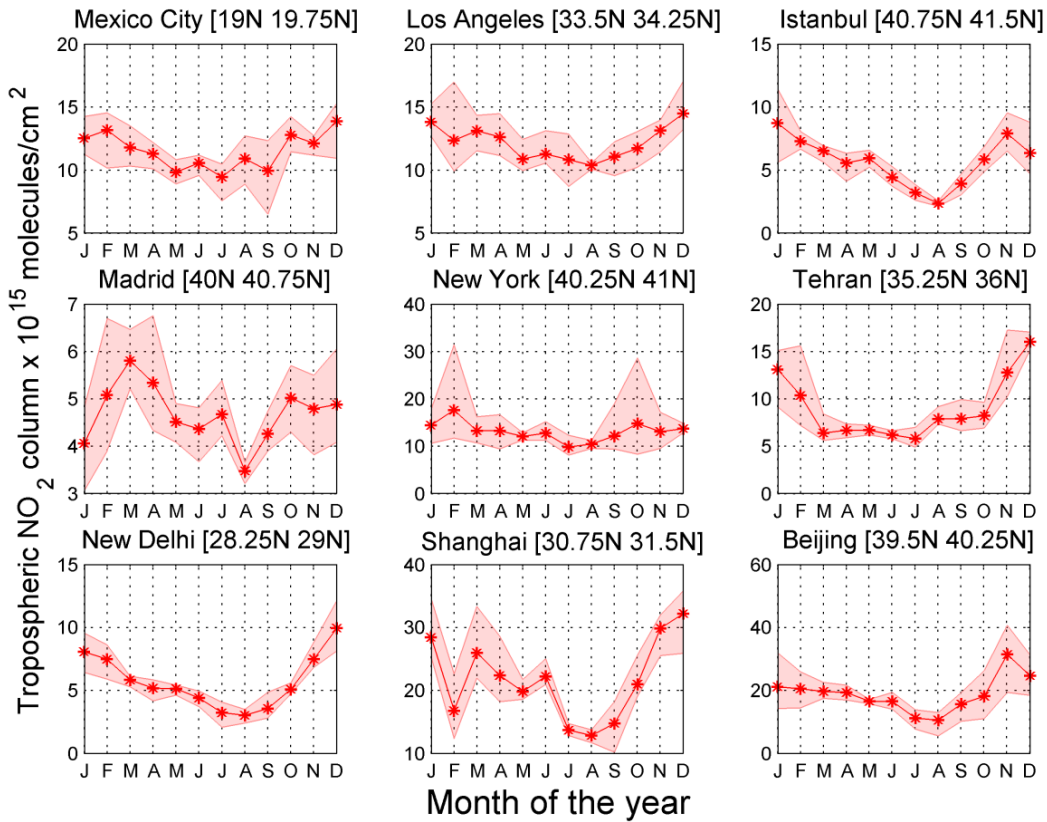 Mexico City [19N 19.75N]
20
15
10
5
J F M A M J J A S O N D
Los Angeles [33.5N 34.25N]
20
15
10
5
J F M A M J J A S O N D
Istanbul [40.75N 41.5N]
15
10
5
0
J F M A M J J A S O N D
Madrid [40N 40.75N]
7
6
5
4
3
J F M A M J J A S O N D
New York [40.25N 41N]
40
30
20
10
0
J F M A M J J A S O N D
Tehran [35.25N 36N]
20
15
10
5
0
J F M A M J J A S O N D
New Delhi [28.25N 29N]
15
10
5
0
J F M A M J J A S O N D
Shanghai [30.75N 31.5N]
40
30
20
10
J F M A M J J A S O N D
Beijing [39.5N 40.25N]
60
40
20
0
J F M A M J J A S O N D
Tropospheric NO2 column x 10^15 molecules/cm^2
Month of the year